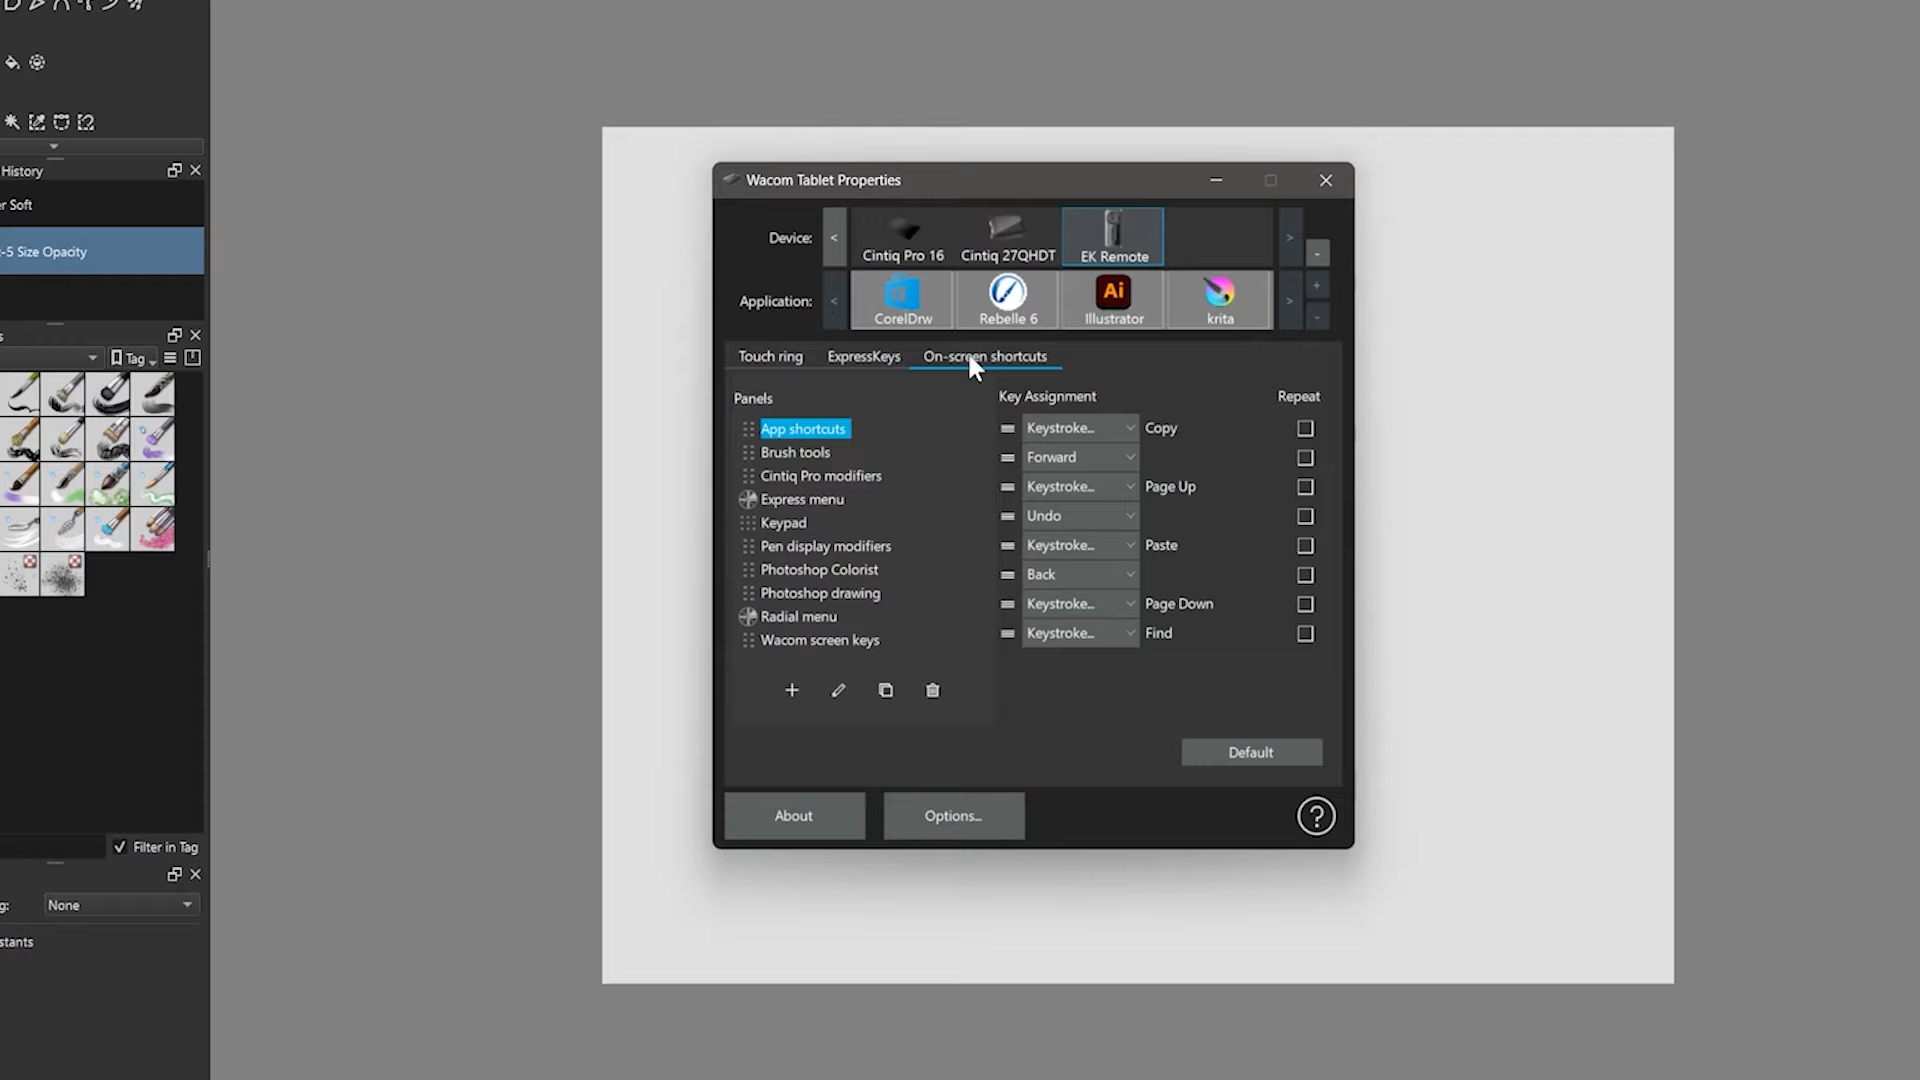 History
r Soft
-5 Size Opacity
s
Tag
Filter in Tag
g:
None
stants
Wacom Tablet Properties
Device:
<
Cintiq Pro 16
Cintiq 27QHDT
EK Remote
>
-
Application:
<
CorelDrw
Rebelle 6
Ai
Illustrator
krita
>
+
-
Touch ring
ExpressKeys
On-screen shortcuts
Panels
App shortcuts
Brush tools
Cintiq Pro modifiers
Express menu
Keypad
Pen display modifiers
Photoshop Colorist
Photoshop drawing
Radial menu
Wacom screen keys
Key Assignment
Repeat
Keystroke... Copy
Forward
Keystroke... Page Up
Undo
Keystroke... Paste
Back
Keystroke... Page Down
Keystroke... Find
Default
About
Options...
?